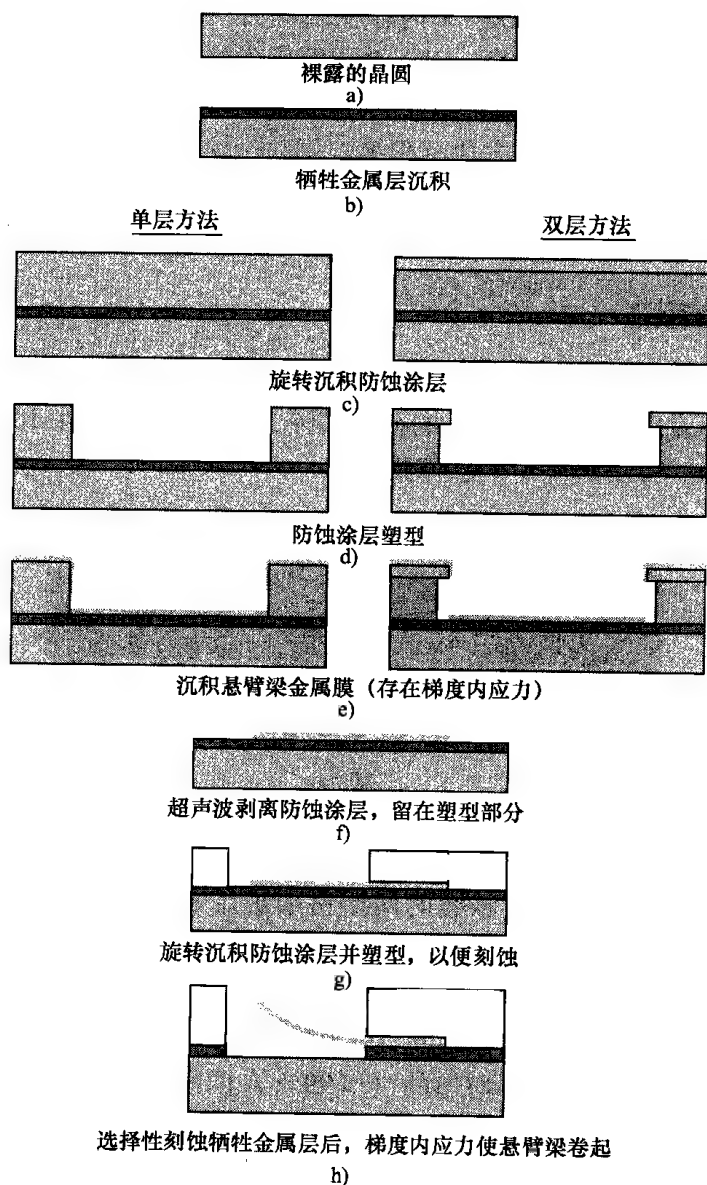 裸露的晶圆
a)
牺牲金属层沉积
b)
单层方法
双层方法
旋转沉积防蚀涂层
c)
防蚀涂层塑型
d)
沉积悬臂梁金属膜（存在梯度内应力）
e)
超声波剥离防蚀涂层，留在塑型部分
f)
旋转沉积防蚀涂层并塑型，以便刻蚀
g)
选择性刻蚀牺牲金属层后，梯度内应力使悬臂梁卷起
h)